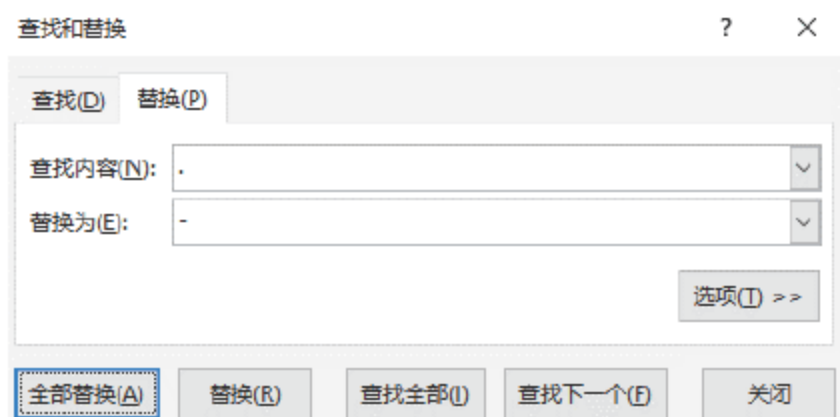 查找和替换 ? ×
查找(D) 替换(P)
查找内容(N): .
替换为(E): -
选项(T) >>
全部替换(A) 替换(R) 查找全部(I) 查找下一个(F) 关闭